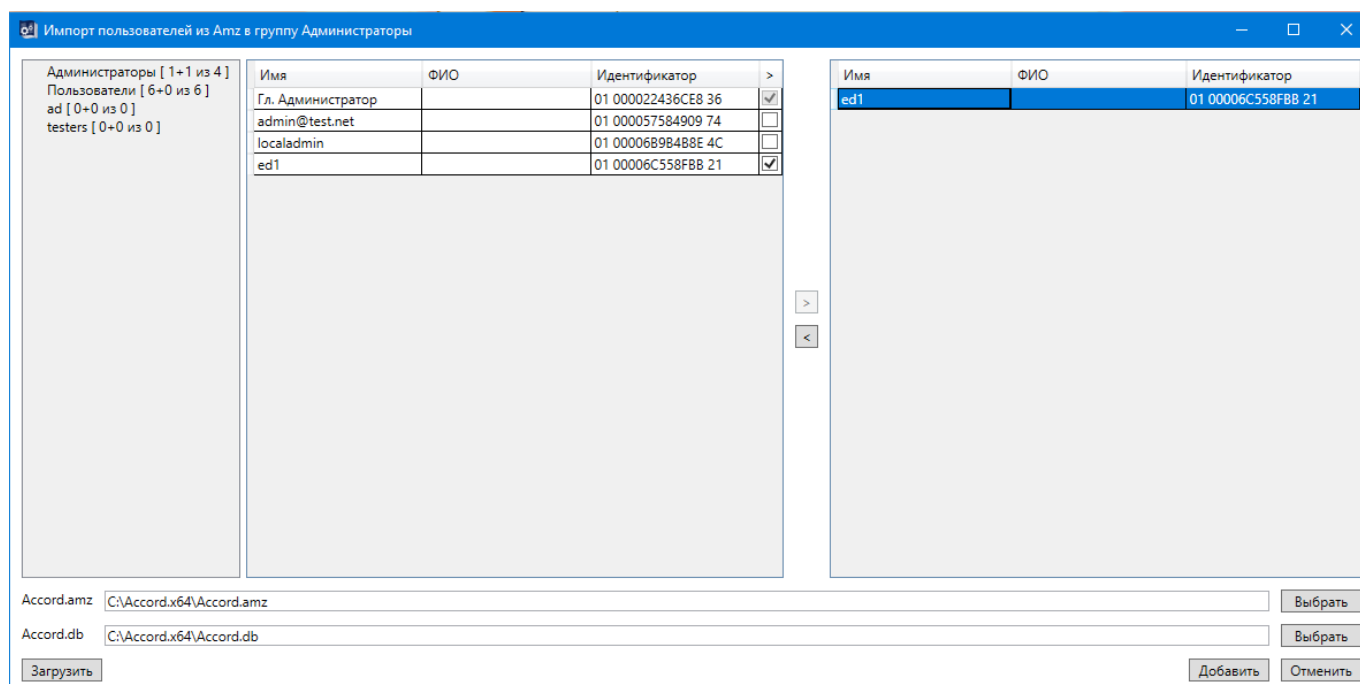 Импорт пользователей из Amz в группу Администраторы
Администраторы [ 1+1 из 4 ]
Пользователи [ 6+0 из 6 ]
ad [ 0+0 из 0 ]
testers [ 0+0 из 0 ]
Имя ФИО Идентификатор >
Гл. Администратор 01 000022436CE8 36
admin@test.net 01 000057584909 74
localadmin 01 00006B9B4B8E 4C
ed1 01 00006C558FBB 21
>
<
Имя ФИО Идентификатор
ed1 01 00006C558FBB 21
Accord.amz C:\Accord.x64\Accord.amz Выбрать
Accord.db C:\Accord.x64\Accord.db Выбрать
Загрузить Добавить Отменить